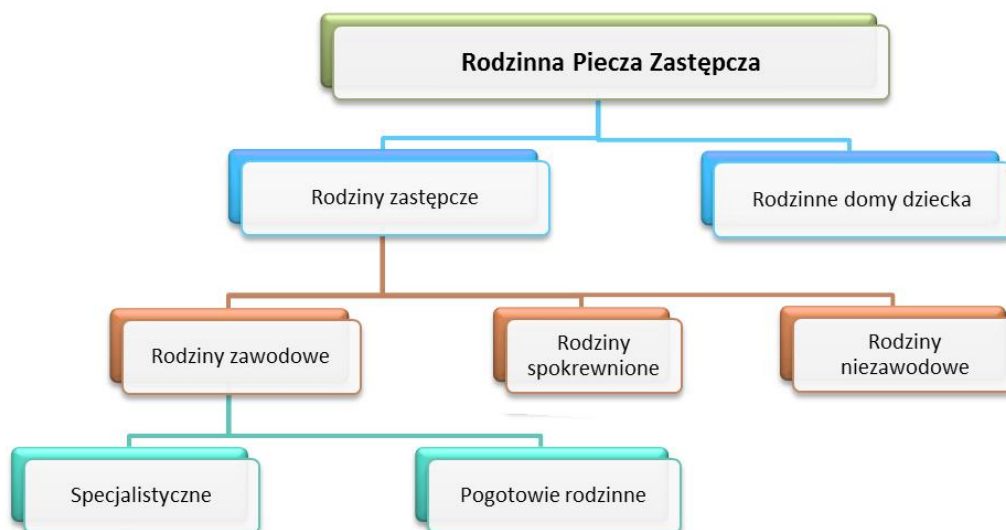 Rodzinna Piecza Zastępcza
Rodziny zastępcze
Rodzinne domy dziecka
Rodziny zawodowe
Rodziny
spokrewnione
Rodziny
niezawodowe
Specjalistyczne
Pogotowie rodzinne